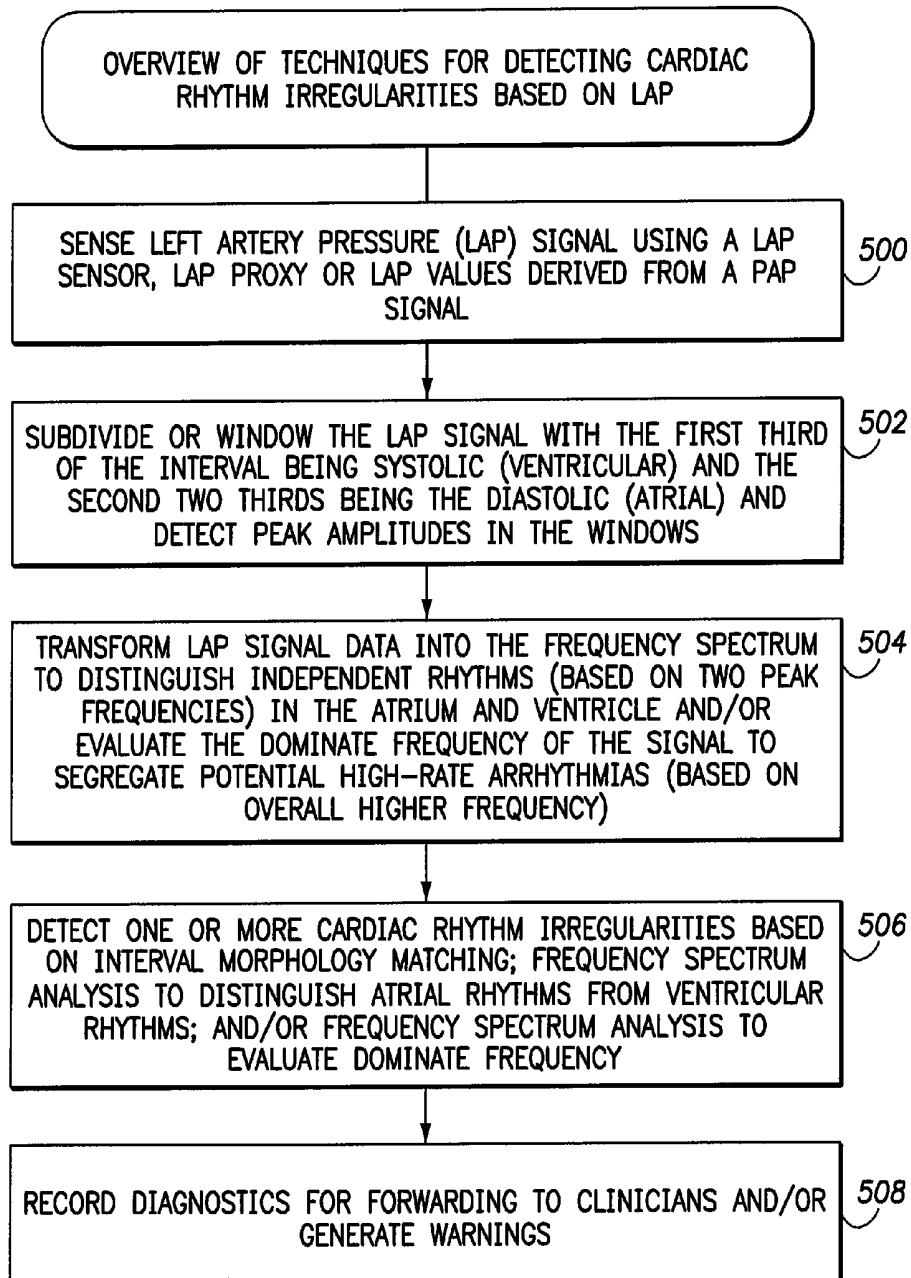 OVERVIEW OF TECHNIQUES FOR DETECTING CARDIAC
RHYTHM IRREGULARITIES BASED ON LAP
SENSE LEFT ARTERY PRESSURE (LAP) SIGNAL USING A LAP
SENSOR, LAP PROXY OR LAP VALUES DERIVED FROM A PAP
SIGNAL
500
SUBDIVIDE OR WINDOW THE LAP SIGNAL WITH THE FIRST THIRD
OF THE INTERVAL BEING SYSTOLIC (VENTRICULAR) AND THE
SECOND TWO THIRDS BEING THE DIASTOLIC (ATRIAL) AND
DETECT PEAK AMPLITUDES IN THE WINDOWS
502
TRANSFORM LAP SIGNAL DATA INTO THE FREQUENCY SPECTRUM
TO DISTINGUISH INDEPENDENT RHYTHMS (BASED ON TWO PEAK
FREQUENCIES) IN THE ATRIUM AND VENTRICLE AND/OR
EVALUATE THE DOMINATE FREQUENCY OF THE SIGNAL TO
SEGREGATE POTENTIAL HIGH-RATE ARRHYTHMIAS (BASED ON
OVERALL HIGHER FREQUENCY)
504
DETECT ONE OR MORE CARDIAC RHYTHM IRREGULARITIES BASED
ON INTERVAL MORPHOLOGY MATCHING; FREQUENCY SPECTRUM
ANALYSIS TO DISTINGUISH ATRIAL RHYTHMS FROM VENTRICULAR
RHYTHMS; AND/OR FREQUENCY SPECTRUM ANALYSIS TO
EVALUATE DOMINATE FREQUENCY
506
RECORD DIAGNOSTICS FOR FORWARDING TO CLINICIANS AND/OR
GENERATE WARNINGS
508